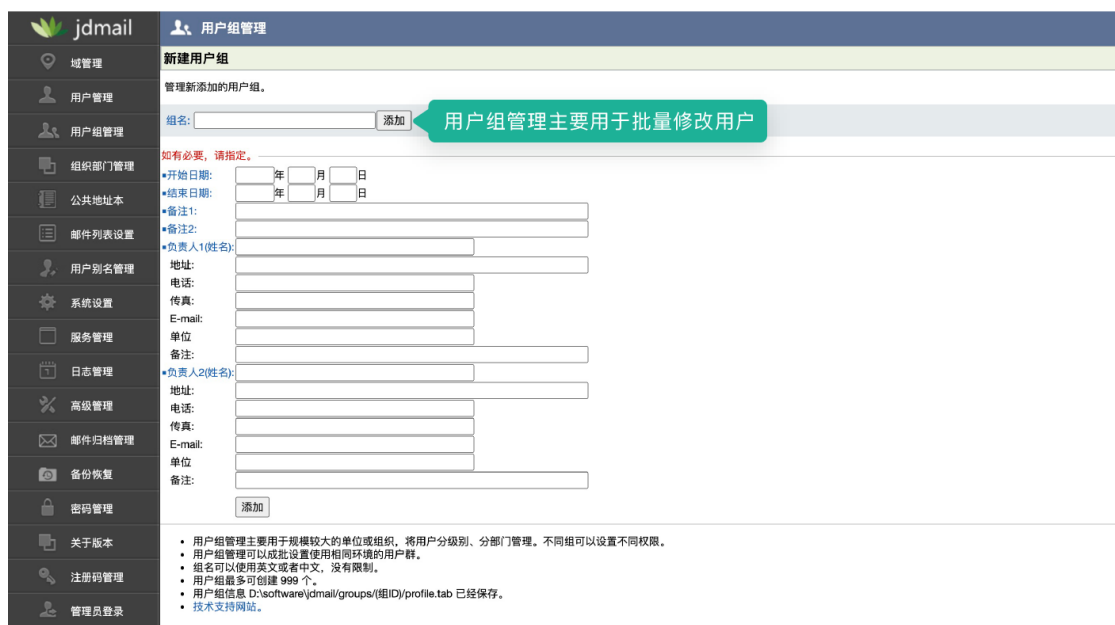 jdmail
用户组管理
域管理
新建用户组
管理新添加的用户组。
用户管理
组名:
添加
用户组管理主要用于批量修改用户
用户组管理
如有必要，请指定。
组织部门管理
▪开始日期: 年 月 日
▪结束日期: 年 月 日
公共地址本
▪备注1:
▪备注2:
邮件列表设置
▪负责人1(姓名):
地址:
用户别名管理
电话:
传真:
系统设置
E-mail:
单位
服务管理
备注:
▪负责人2(姓名):
日志管理
地址:
电话:
高级管理
传真:
E-mail:
邮件归档管理
单位
备注:
备份恢复
添加
密码管理
关于版本
• 用户组管理主要用于规模较大的单位或组织，将用户分级别、分部门管理。不同组可以设置不同权限。
• 用户组管理可以成批设置使用相同环境的用户群。
• 组名可以使用英文或者中文，没有限制。
注册码管理
• 用户组最多可创建 999 个。
• 用户组信息 D:\software\jdmail/groups/(组ID)/profile.tab 已经保存。
• 技术支持网站。
管理员登录